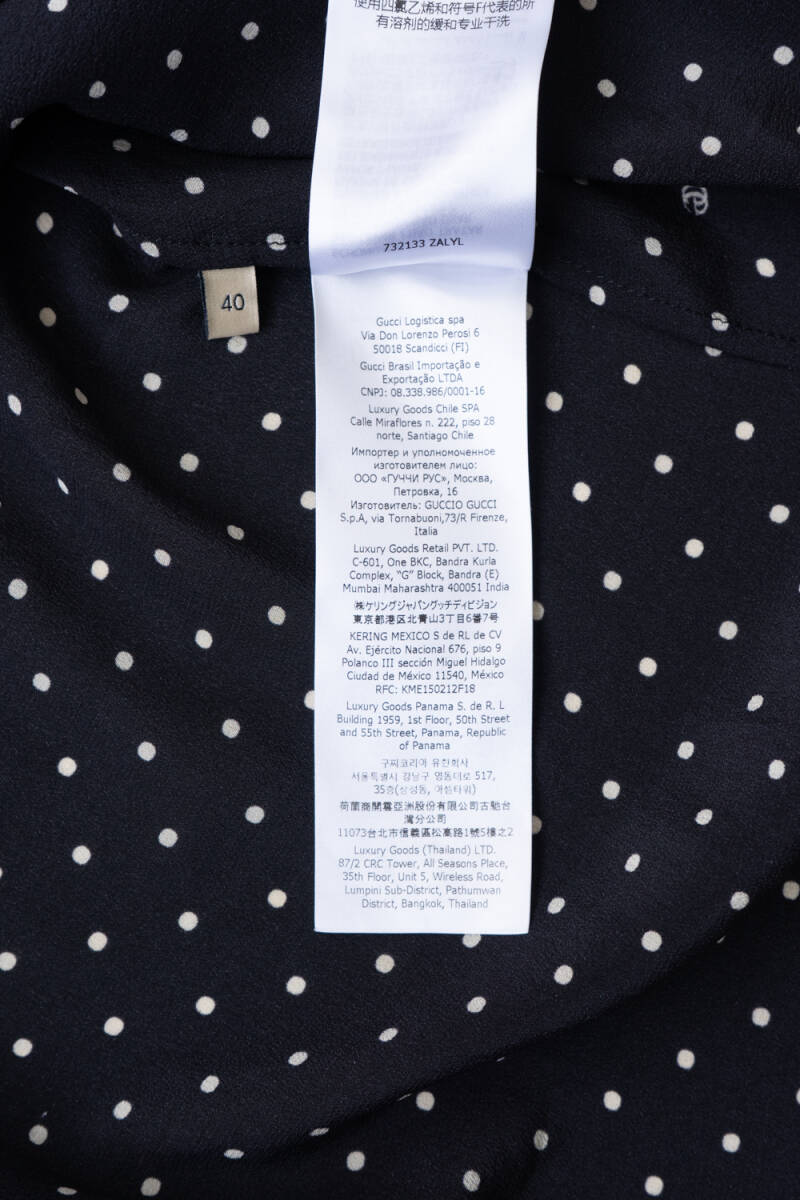 使用四氯乙烯和符号F代表的所
有溶剂的缓和专业干洗
732133 ZALYL
40
Gucci Logistica spa
Via Don Lorenzo Perosi 6
50018 Scandicci (FI)
Gucci Brasil Importação e
Exportação LTDA
CNPJ: 08.338.986/0001-16
Luxury Goods Chile SPA
Calle Miraflores n. 222, piso 28
norte, Santiago Chile
Импортер и уполномоченное
изготовителем лицо:
ООО «ГУЧЧИ РУС», Москва,
Петровка, 16
Изготовитель: GUCCIO GUCCI
S.p.A, via Tornabuoni,73/R Firenze,
Italia
Luxury Goods Retail PVT. LTD.
C-601, One BKC, Bandra Kurla
Complex, "G" Block, Bandra (E)
Mumbai Maharashtra 400051 India
㈱ケリングジャパングッチディビジョン
東京都港区北青山3丁目6番7号
KERING MEXICO S de RL de CV
Av. Ejército Nacional 676, piso 9
Polanco III sección Miguel Hidalgo
Ciudad de México 11540, México
RFC: KME150212F18
Luxury Goods Panama S. de R. L
Building 1959, 1st Floor, 50th Street
and 55th Street, Panama, Republic
of Panama
구찌코리아 유한회사
서울특별시 강남구 영동대로 517,
35층(삼성동, 아셈타워)
荷蘭商開雲亞洲股份有限公司古馳台
灣分公司
11073台北市信義區松高路1號5樓之2
Luxury Goods (Thailand) LTD.
87/2 CRC Tower, All Seasons Place,
35th Floor, Unit 5, Wireless Road,
Lumpini Sub-District, Pathumwan
District, Bangkok, Thailand